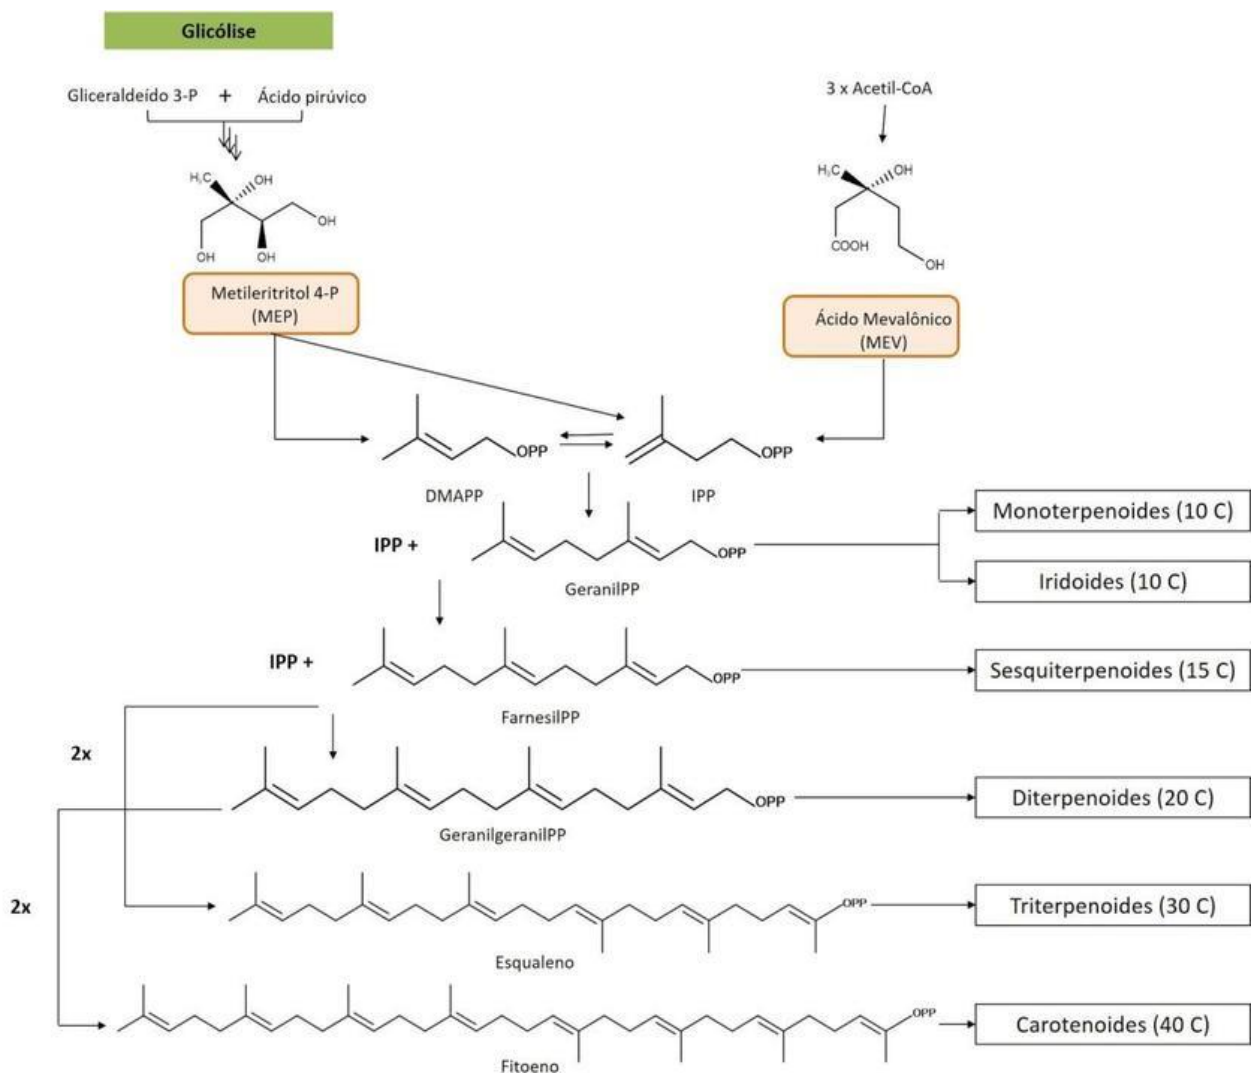 Glicólise
Gliceraldeído 3-P + Ácido pirúvico
3 x Acetil-CoA
H₃C
OH
OH
OH
OH
H₃C
OH
COOH
OH
Metileritritol 4-P
(MEP)
Ácido Mevalônico
(MEV)
OPP
OPP
DMAPP
IPP
IPP +
OPP
GeranilPP
Monoterpenoides (10 C)
Iridoides (10 C)
IPP +
OPP
FarnesilPP
Sesquiterpenoides (15 C)
2x
OPP
GeranilgeranilPP
Diterpenoides (20 C)
2x
OPP
Esqualeno
Triterpenoides (30 C)
OPP
Fitoeno
Carotenoides (40 C)